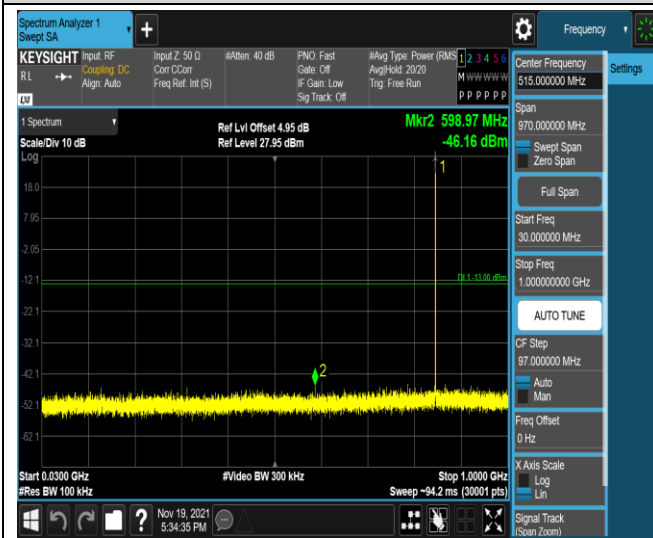 Spectrum Analyzer 1
Swept SA
Frequency
KEYSIGHT
Input: RF
Input Z: 50 Ω
#Atten: 40 dB
PNO: Fast
#Avg Type: Power (RMS
1 2 3 4 5 6
RL
Coupling: DC
Corr CCorr
Gate: Off
Avg|Hold: 20/20
M W W W W W
Align: Auto
Freq Ref: Int (S)
IF Gain: Low
Trig: Free Run
Sig Track: Off
P P P P P P
LXI
1 Spectrum
Scale/Div 10 dB
Ref Lvl Offset 4.95 dB
Ref Level 27.95 dBm
Mkr2 598.97 MHz
-46.16 dBm
Log
1
18.0
7.95
-2.05
-12.1
DL1 -13.00 dBm
-22.1
-32.1
-42.1
2
-52.1
-62.1
Start 0.0300 GHz
#Video BW 300 kHz
Stop 1.0000 GHz
#Res BW 100 kHz
Sweep ~94.2 ms (30001 pts)
?
Nov 19, 2021
5:34:35 PM
Center Frequency
515.000000 MHz
Settings
Span
970.000000 MHz
Swept Span
Zero Span
Full Span
Start Freq
30.000000 MHz
Stop Freq
1.000000000 GHz
AUTO TUNE
CF Step
97.000000 MHz
Auto
Man
Freq Offset
0 Hz
X Axis Scale
Log
Lin
Signal Track
(Span Zoom)